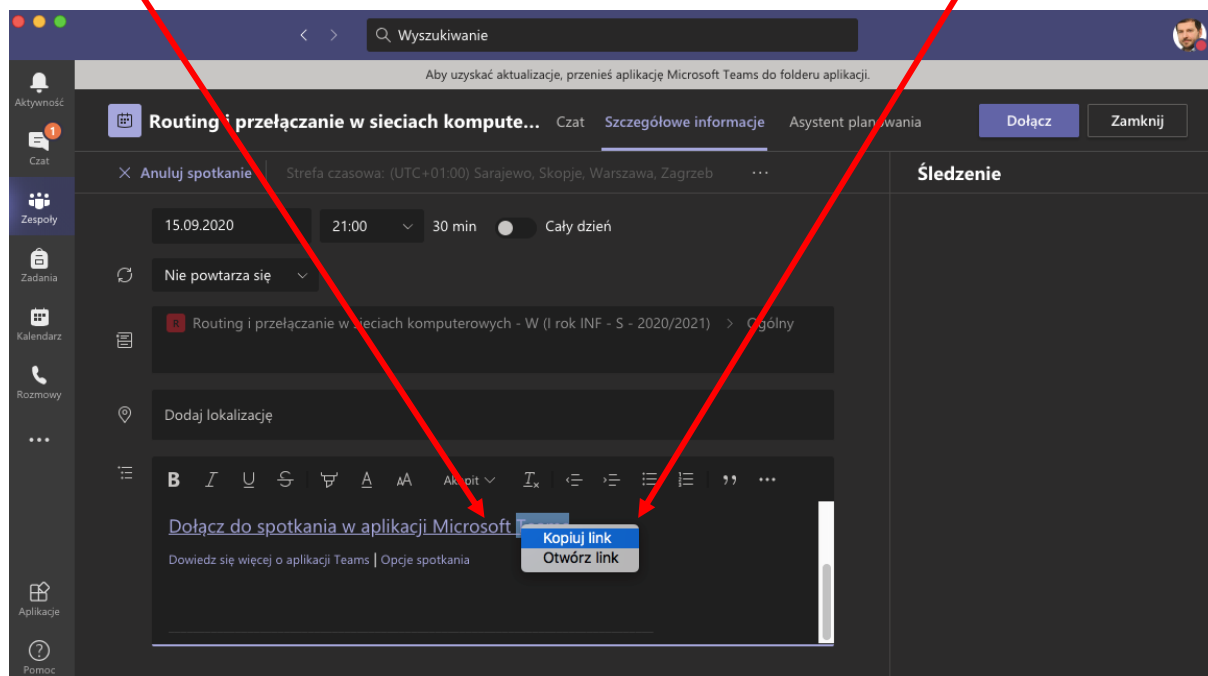 Wyszukiwanie
Aby uzyskać aktualizacje, przenieś aplikację Microsoft Teams do folderu aplikacji.
Aktywność
1
Czat
Zespoły
Zadania
Kalendarz
Rozmowy
Aplikacje
Pomoc
Routing i przełączanie w sieciach kompute... Czat Szczegółowe informacje Asystent planowania Dołącz Zamknij
Anuluj spotkanie Strefa czasowa: (UTC+01:00) Sarajewo, Skopje, Warszawa, Zagrzeb ...
Śledzenie
15.09.2020 21:00 30 min Cały dzień
Nie powtarza się
R Routing i przełączanie w sieciach komputerowych - W (I rok INF - S - 2020/2021) > Ogólny
Dodaj lokalizację
B I U S A AA Akapit Tx
Dołącz do spotkania w aplikacji Microsoft Teams
Kopiuj link
Otwórz link
Dowiedz się więcej o aplikacji Teams | Opcje spotkania